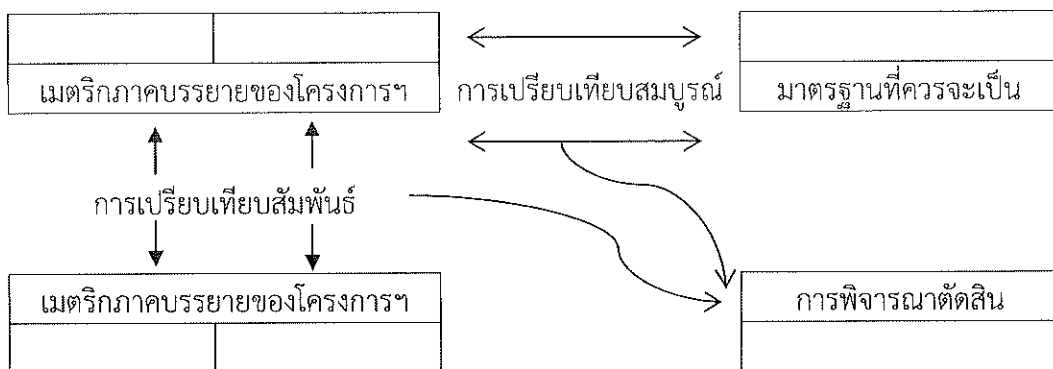 เมตริกภาคบรรยายของโครงการฯ
การเปรียบเทียบสมบูรณ์
มาตรฐานที่ควรจะเป็น
การเปรียบเทียบสัมพันธ์
เมตริกภาคบรรยายของโครงการฯ
การพิจารณาตัดสิน